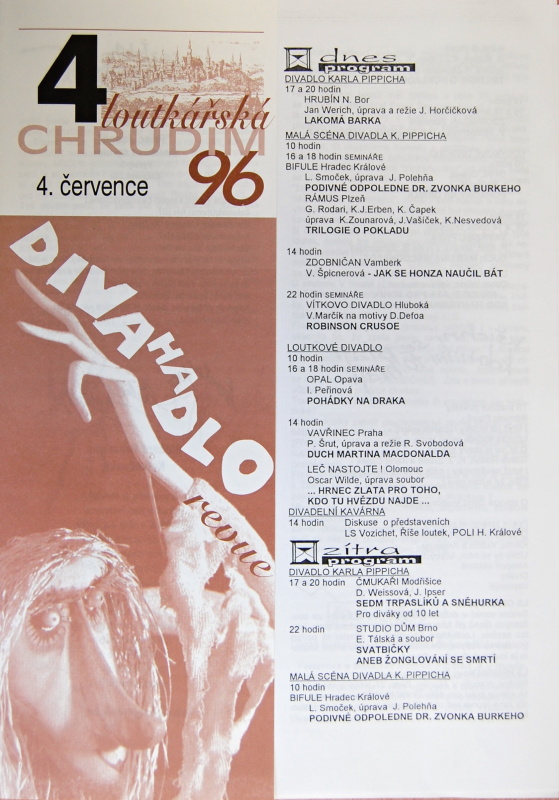 4
loutkářská
CHRUDIM
96
4. července
DIVAHADLO
revue
dnes
program
DIVADLO KARLA PIPPICHA
17 a 20 hodin
HRUBÍN N. Bor
Jan Werich, úprava a režie J. Horčičková
LAKOMÁ BARKA
MALÁ SCÉNA DIVADLA K. PIPPICHA
10 hodin
16 a 18 hodin SEMINÁŘE
BIFULE Hradec Králové
L. Smoček, úprava J. Polehňa
PODIVNÉ ODPOLEDNE DR. ZVONKA BURKEHO
RÁMUS Plzeň
G. Rodari, K.J.Erben, K. Čapek
úprava K.Zounarová, J.Vašíček, K.Nesvedová
TRILOGIE O POKLADU
14 hodin
ZDOBNIČAN Vamberk
V. Špicnerová - JAK SE HONZA NAUČIL BÁT
22 hodin SEMINÁŘE
VÍTKOVO DIVADLO Hluboká
V.Marčík na motivy D.Defoa
ROBINSON CRUSOE
LOUTKOVÉ DIVADLO
10 hodin
16 a 18 hodin SEMINÁŘE
OPAL Opava
I. Peřinová
POHÁDKY NA DRAKA
14 hodin
VAVŘINEC Praha
P. Šrut, úprava a režie R. Svobodová
DUCH MARTINA MACDONALDA
LEČ NASTOJTE ! Olomouc
Oscar Wilde, úprava soubor
... HRNEC ZLATA PRO TOHO,
KDO TU HVĚZDU NAJDE ...
DIVADELNÍ KAVÁRNA
14 hodin Diskuse o představeních
LS Vozichet, Říše loutek, POLI H. Králové
zítra
program
DIVADLO KARLA PIPPICHA
17 a 20 hodin ČMUKAŘI Modřišice
D. Weissová, J. Ipser
SEDM TRPASLÍKŮ A SNĚHURKA
Pro diváky od 10 let
22 hodin STUDIO DŮM Brno
E. Tálská a soubor
SVATBIČKY
ANEB ŽONGLOVÁNÍ SE SMRTÍ
MALÁ SCÉNA DIVADLA K. PIPPICHA
10 hodin
BIFULE Hradec Králové
L. Smoček, úprava J. Polehňa
PODIVNÉ ODPOLEDNE DR. ZVONKA BURKEHO